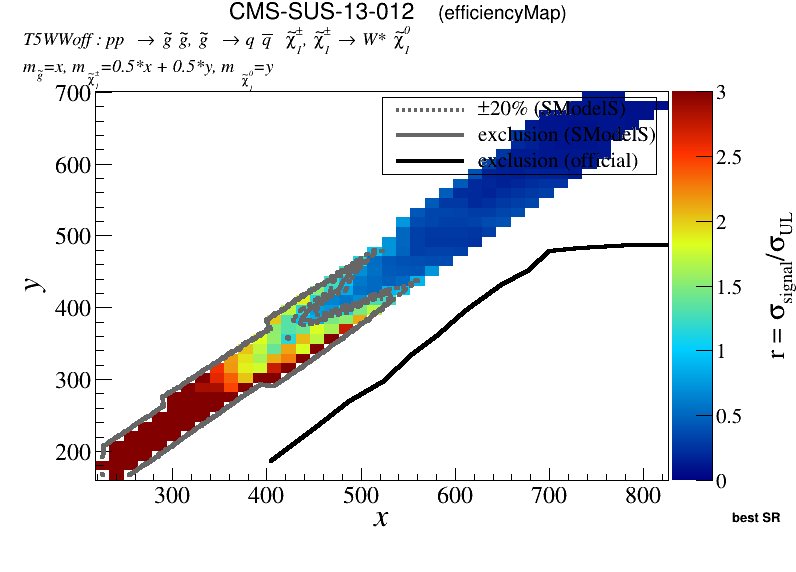 CMS-SUS-13-012 (efficiencyMap)
T5WWoff : pp → g̃ g̃, g̃ → q q̅ χ̃₁±, χ̃₁± → W* χ̃₁⁰
m_g̃=x, m_χ̃₁±=0.5*x + 0.5*y, m_χ̃₁⁰=y
±20% (SModelS)
exclusion (SModelS)
exclusion (official)
700
600
500
400
300
200
y
300 400 500 600 700 800
x
3
2.5
2
1.5
1
0.5
0
r = σ_signal/σ_UL
best SR